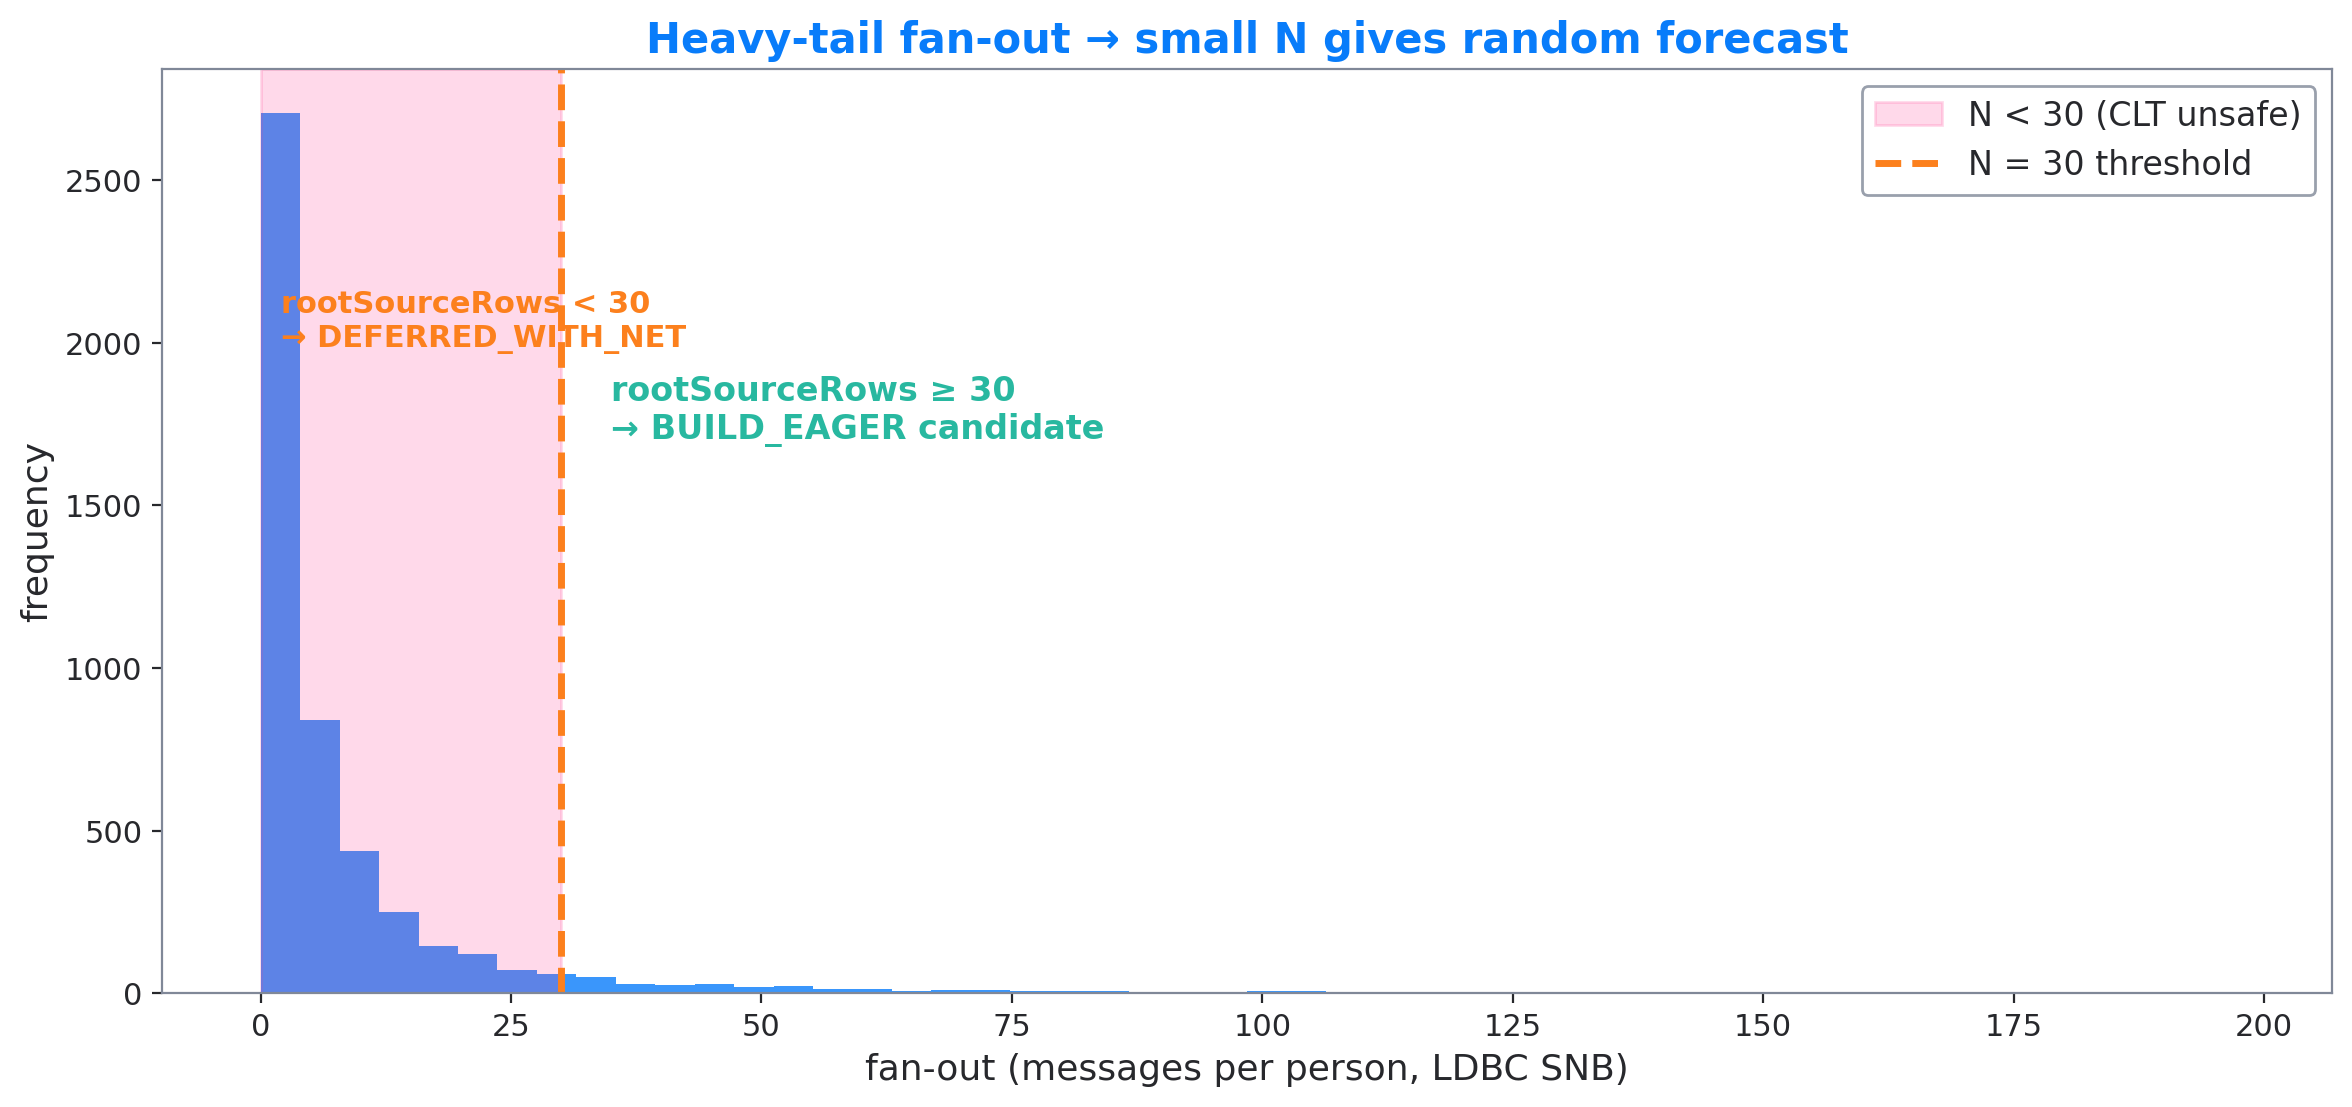 Heavy-tail fan-out → small N gives random forecast
N < 30 (CLT unsafe)
N = 30 threshold
rootSourceRows < 30
→ DEFERRED_WITH_NET
rootSourceRows ≥ 30
→ BUILD_EAGER candidate
frequency
2500
2000
1500
1000
500
0
0 25 50 75 100 125 150 175 200
fan-out (messages per person, LDBC SNB)